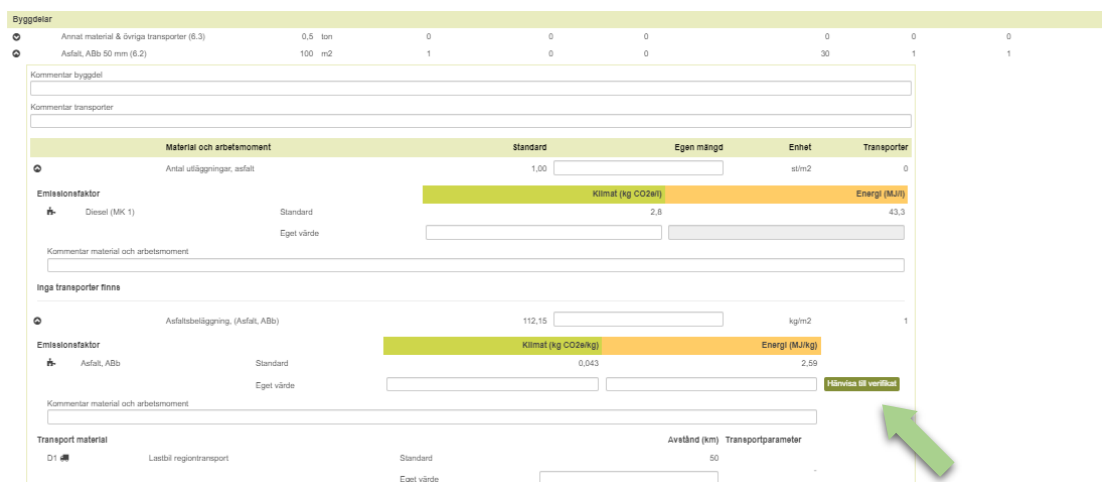 Byggdelar
Annat material & övriga transporter (6.3) 0,5 ton 0 0 0 0 0 0
Asfalt, ABb 50 mm (6.2) 100 m2 1 0 0 30 1 1
Kommentar byggdel
Kommentar transporter
Material och arbetsmoment Standard Egen mängd Enhet Transporter
Antal utläggningar, asfalt 1,00 st/m2 0
Emissionsfaktor Klimat (kg CO2e/l) Energi (MJ/l)
Diesel (MK 1) Standard 2,8 43,3
Eget värde
Kommentar material och arbetsmoment
Inga transporter finns
Asfaltsbeläggning, (Asfalt, ABb) 112,15 kg/m2 1
Emissionsfaktor Klimat (kg CO2e/kg) Energi (MJ/kg)
Asfalt, ABb Standard 0,043 2,59
Eget värde Hänvisa till verifikat
Kommentar material och arbetsmoment
Transport material Avstånd (km) Transportparameter
D1 Lastbil regiontransport Standard 50
Eget värde